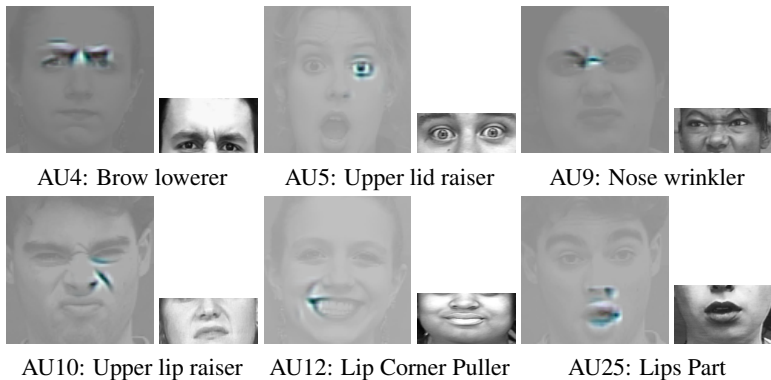 AU4: Brow lowerer
AU5: Upper lid raiser
AU9: Nose wrinkler
AU10: Upper lip raiser
AU12: Lip Corner Puller
AU25: Lips Part